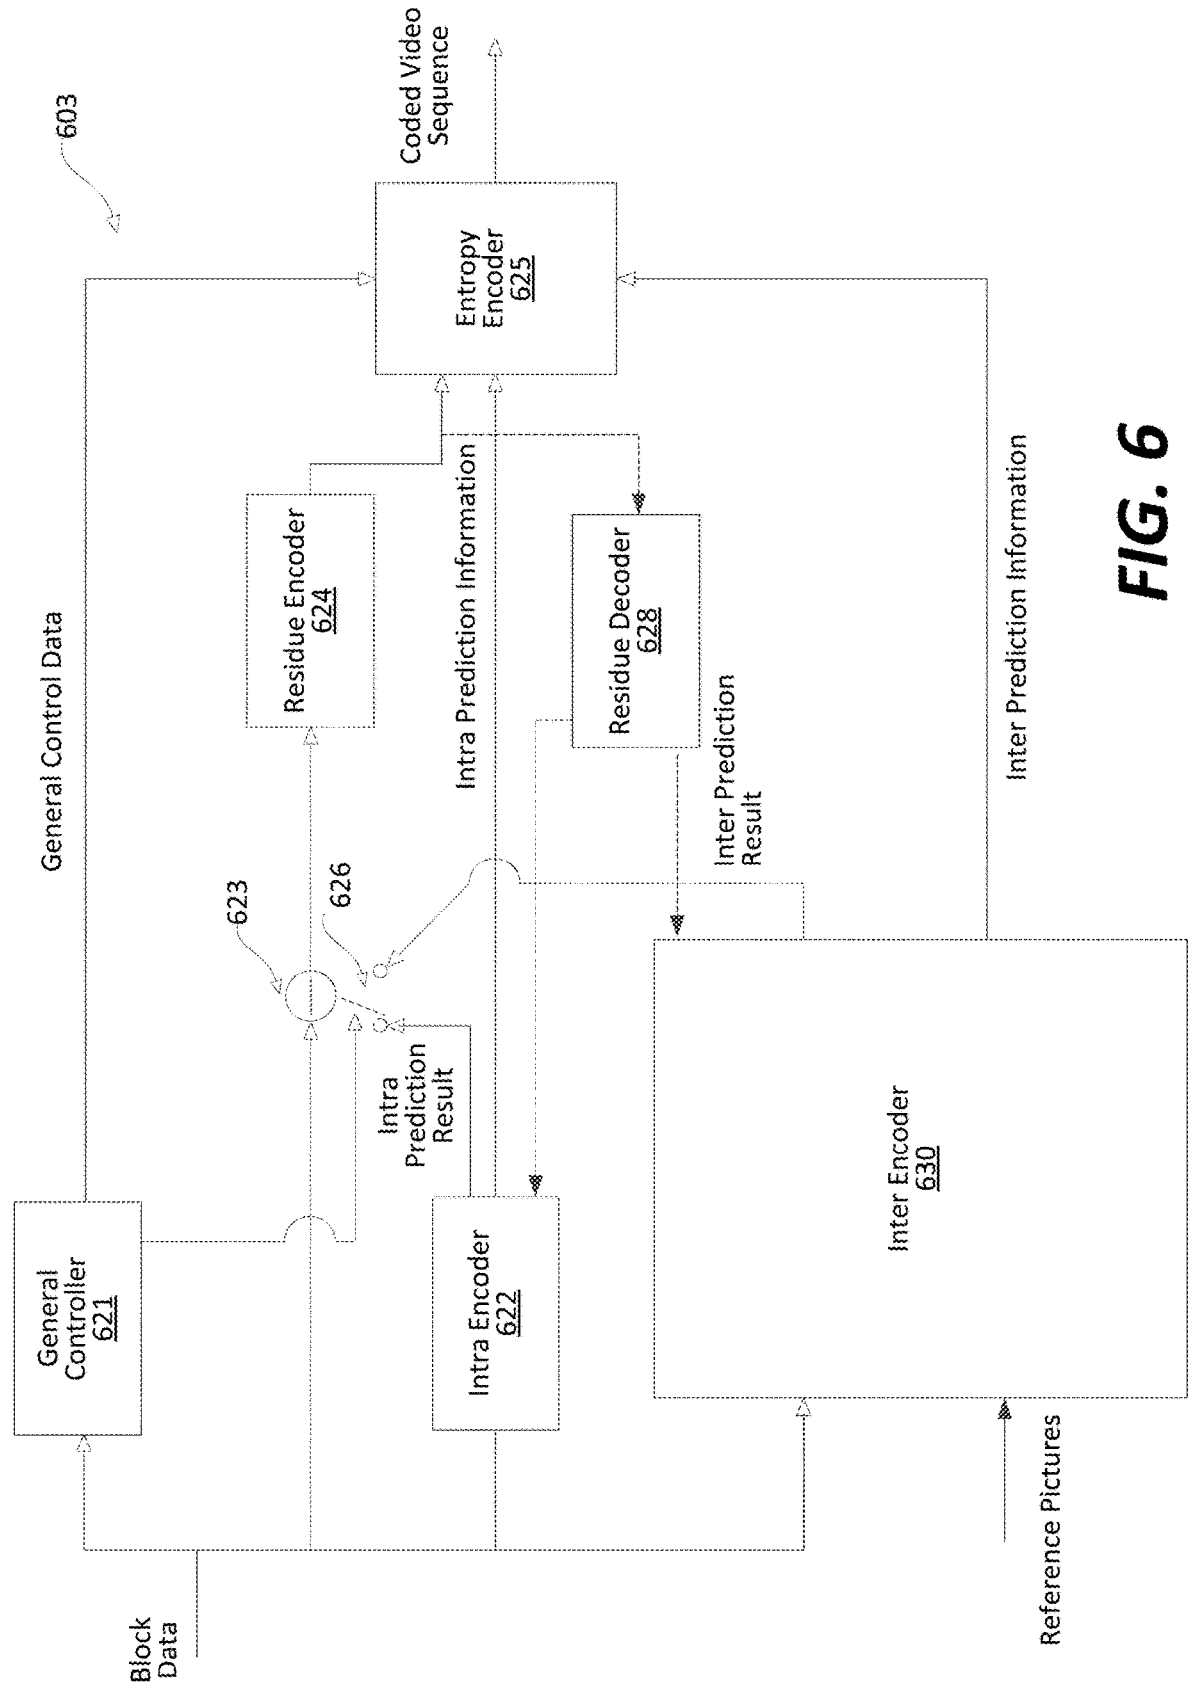 603
General Control Data
Coded Video
Sequence
General
Controller
621
623
626
Residue Encoder
624
Entropy
Encoder
625
Block
Data
Intra
Prediction
Result
Intra Prediction Information
Intra Encoder
622
Residue Decoder
628
Inter Prediction
Result
Inter Encoder
630
Inter Prediction Information
Reference Pictures
FIG. 6